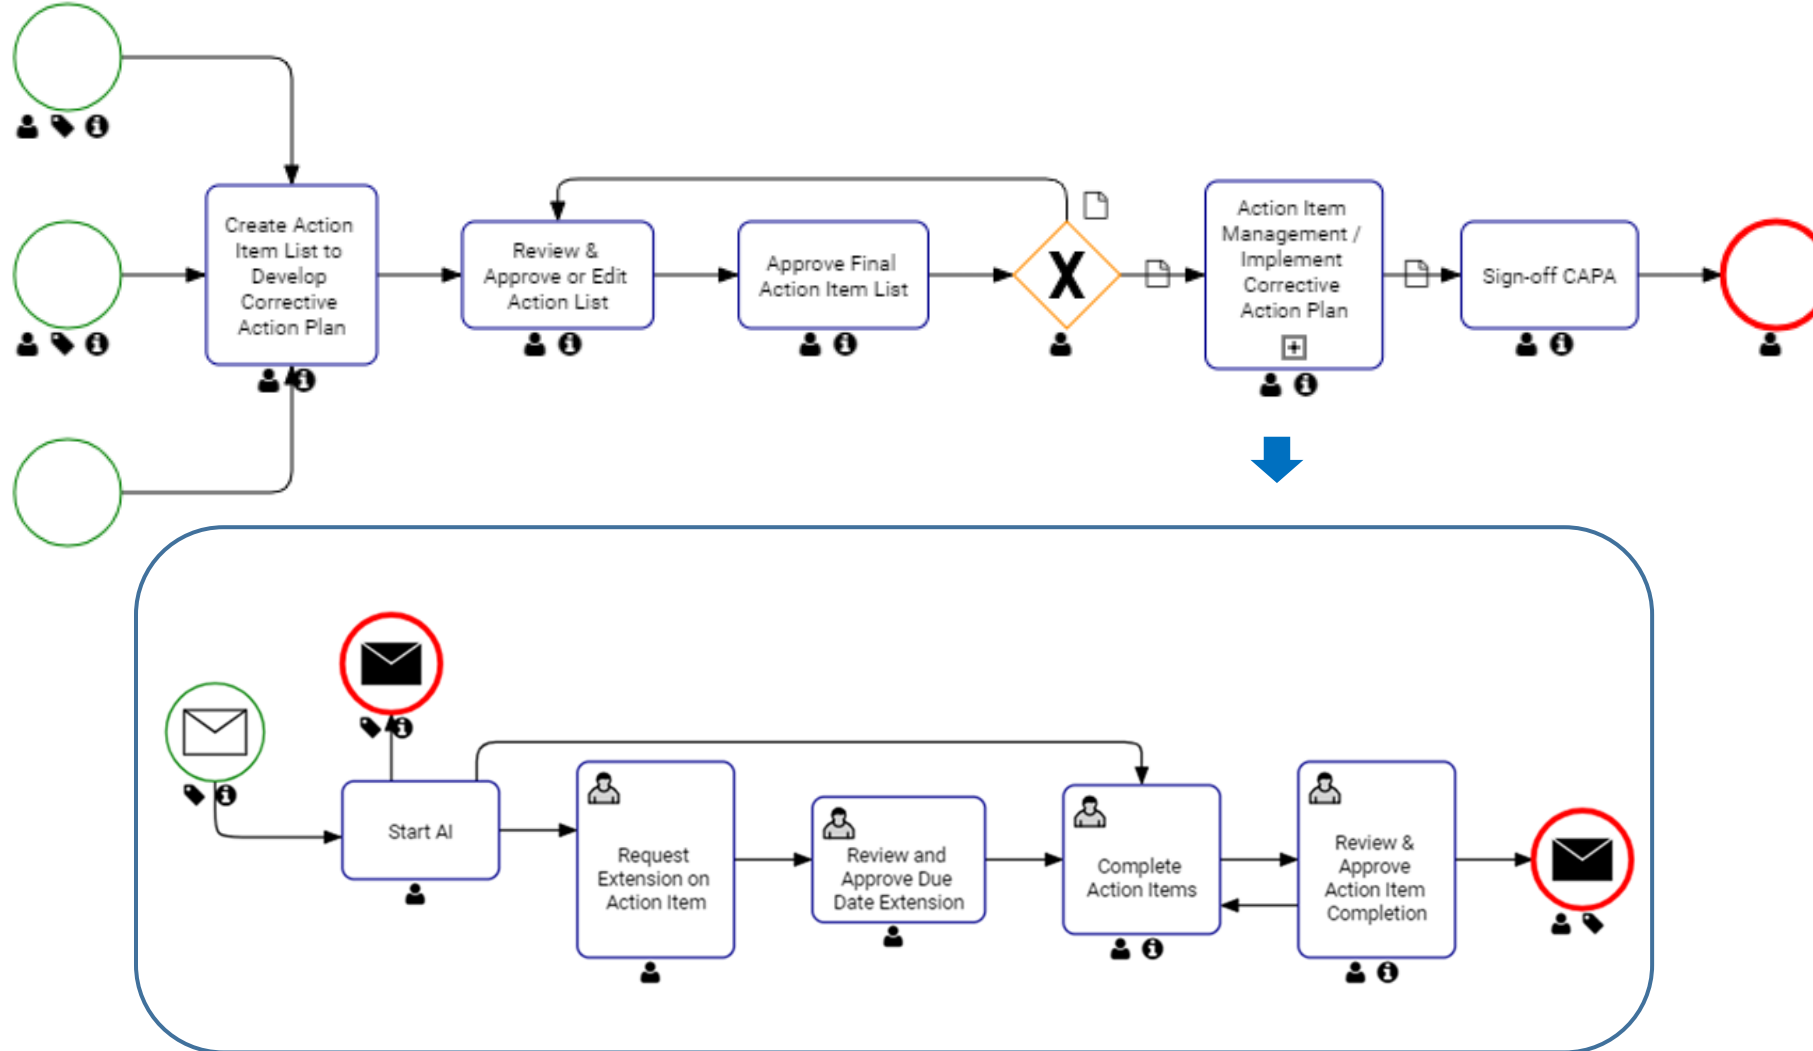 Create Action
Item List to
Develop
Corrective
Action Plan
Review &
Approve or Edit
Action List
Approve Final
Action Item List
X
Action Item
Management /
Implement
Corrective
Action Plan
Sign-off CAPA
Start AI
Request
Extension on
Action Item
Review and
Approve Due
Date Extension
Complete
Action Items
Review &
Approve
Action Item
Completion